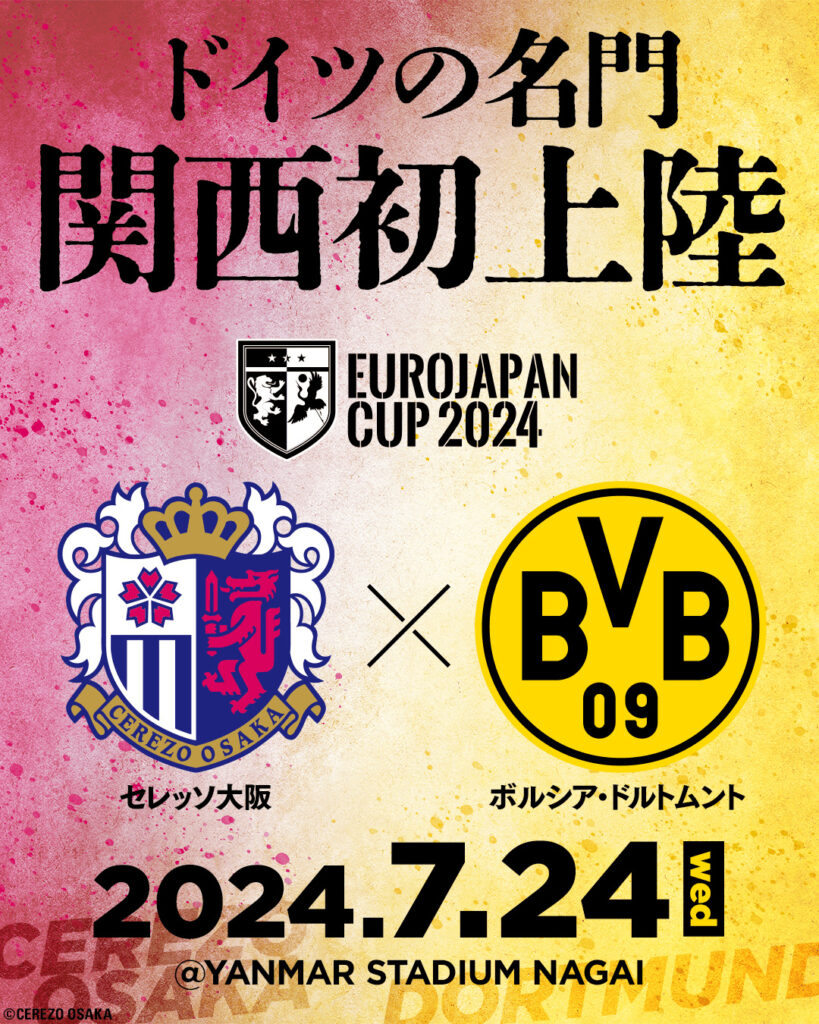 ドイツの名門
関西初上陸
EUROJAPAN
CUP 2024
CEREZO OSAKA
BVB
09
セレッソ大阪
ボルシア・ドルトムント
2024.7.24 wed
@YANMAR STADIUM NAGAI
CEREZO
OSAKA
DORTMUND
©CEREZO OSAKA